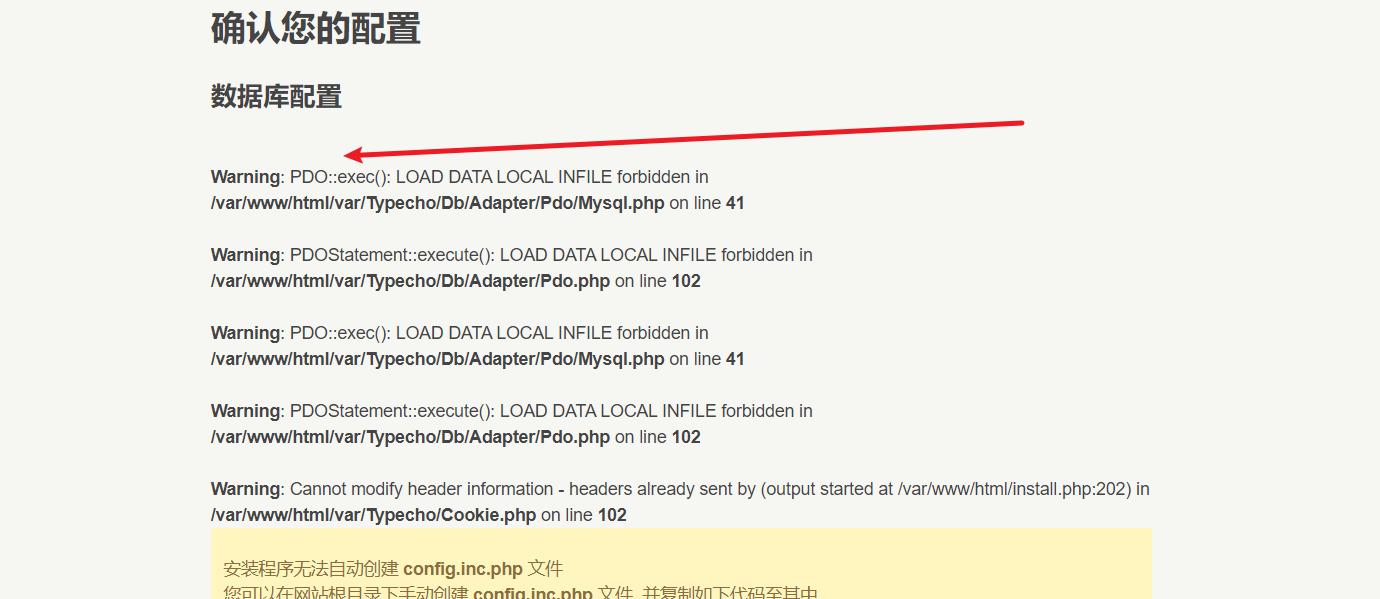 确认您的配置
数据库配置
Warning: PDO::exec(): LOAD DATA LOCAL INFILE forbidden in
/var/www/html/var/Typecho/Db/Adapter/Pdo/Mysql.php on line 41
Warning: PDOStatement::execute(): LOAD DATA LOCAL INFILE forbidden in
/var/www/html/var/Typecho/Db/Adapter/Pdo.php on line 102
Warning: PDO::exec(): LOAD DATA LOCAL INFILE forbidden in
/var/www/html/var/Typecho/Db/Adapter/Pdo/Mysql.php on line 41
Warning: PDOStatement::execute(): LOAD DATA LOCAL INFILE forbidden in
/var/www/html/var/Typecho/Db/Adapter/Pdo.php on line 102
Warning: Cannot modify header information - headers already sent by (output started at /var/www/html/install.php:202) in
/var/www/html/var/Typecho/Cookie.php on line 102
安装程序无法自动创建 config.inc.php 文件
您可以在网站根目录下手动创建 config.inc.php 文件, 并复制如下代码至其中